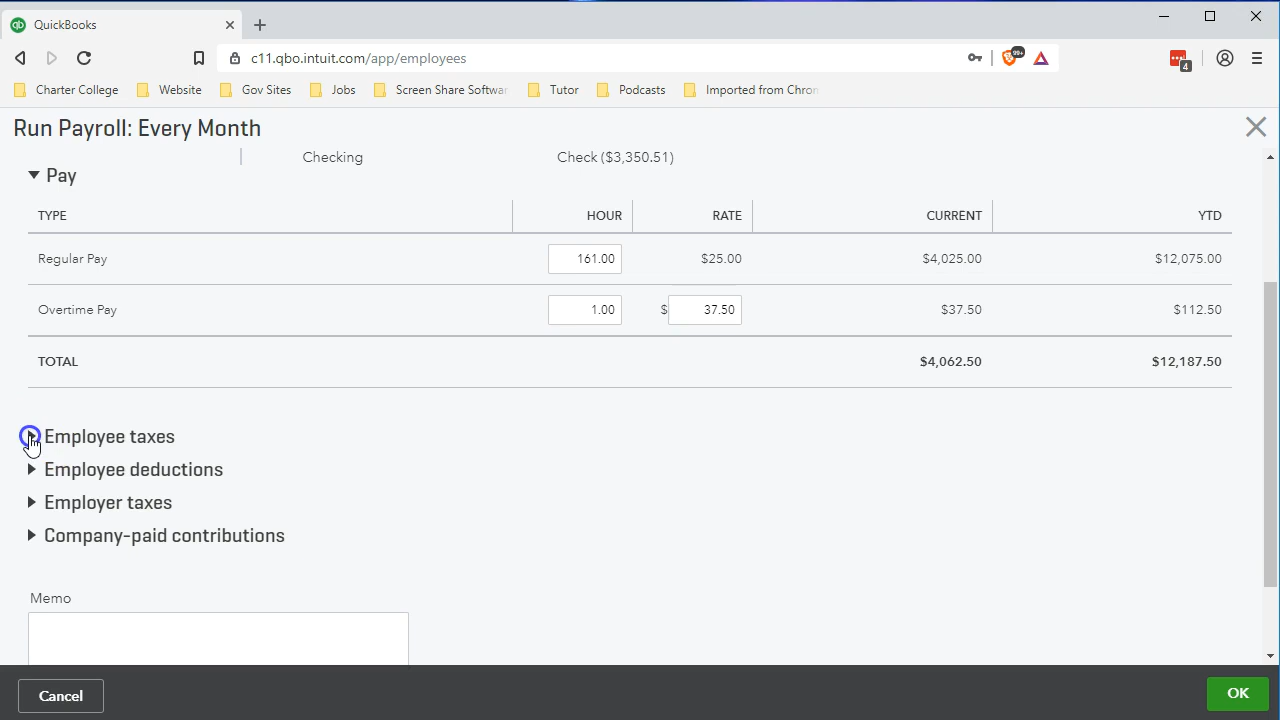 QuickBooks
c11.qbo.intuit.com/app/employees
99+
4
Charter College Website Gov Sites Jobs Screen Share Softwar Tutor Podcasts Imported from Chrom
Run Payroll: Every Month
Checking Check ($3,350.51)
Pay
TYPE HOUR RATE CURRENT YTD
Regular Pay 161.00 $25.00 $4,025.00 $12,075.00
Overtime Pay 1.00 $ 37.50 $37.50 $112.50
TOTAL $4,062.50 $12,187.50
Employee taxes
Employee deductions
Employer taxes
Company-paid contributions
Memo
Cancel OK